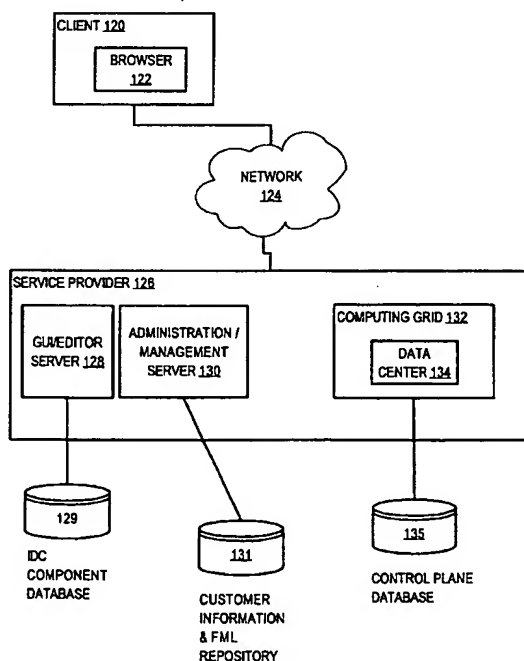 CLIENT 120
BROWSER
122
NETWORK
124
SERVICE PROVIDER 126
GUI/EDITOR
SERVER 128
ADMINISTRATION /
MANAGEMENT
SERVER 130
COMPUTING GRID 132
DATA
CENTER 134
129
IDC
COMPONENT
DATABASE
131
CUSTOMER
INFORMATION
& FML
REPOSITORY
135
CONTROL PLANE
DATABASE